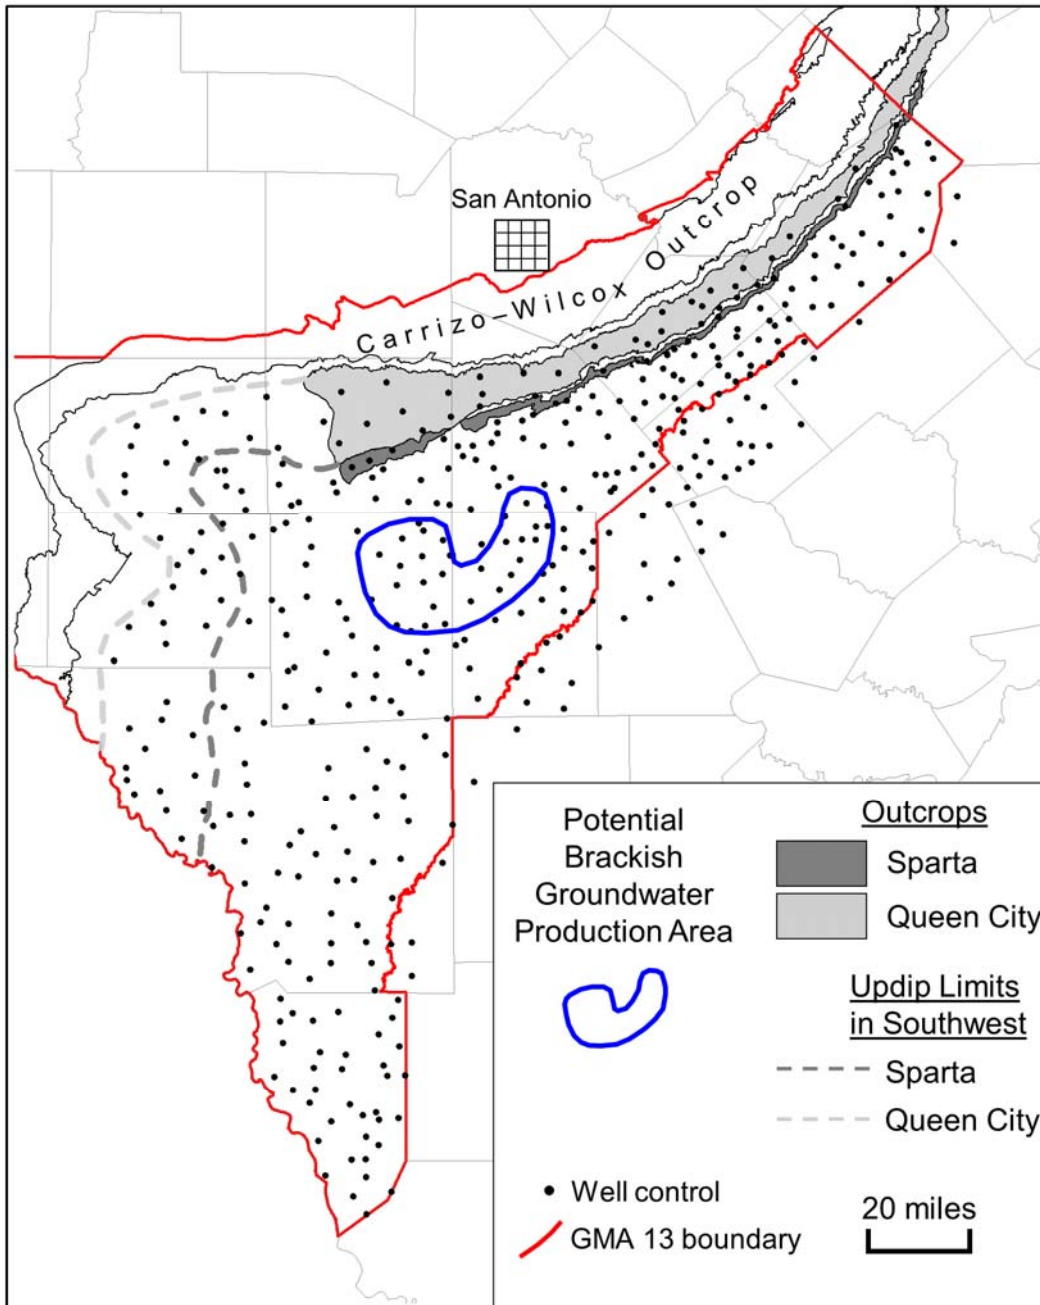 San Antonio
Carrizo–Wilcox Outcrop
Potential
Brackish
Groundwater
Production Area
Outcrops
Sparta
Queen City
Updip Limits
in Southwest
Sparta
Queen City
Well control
GMA 13 boundary
20 miles